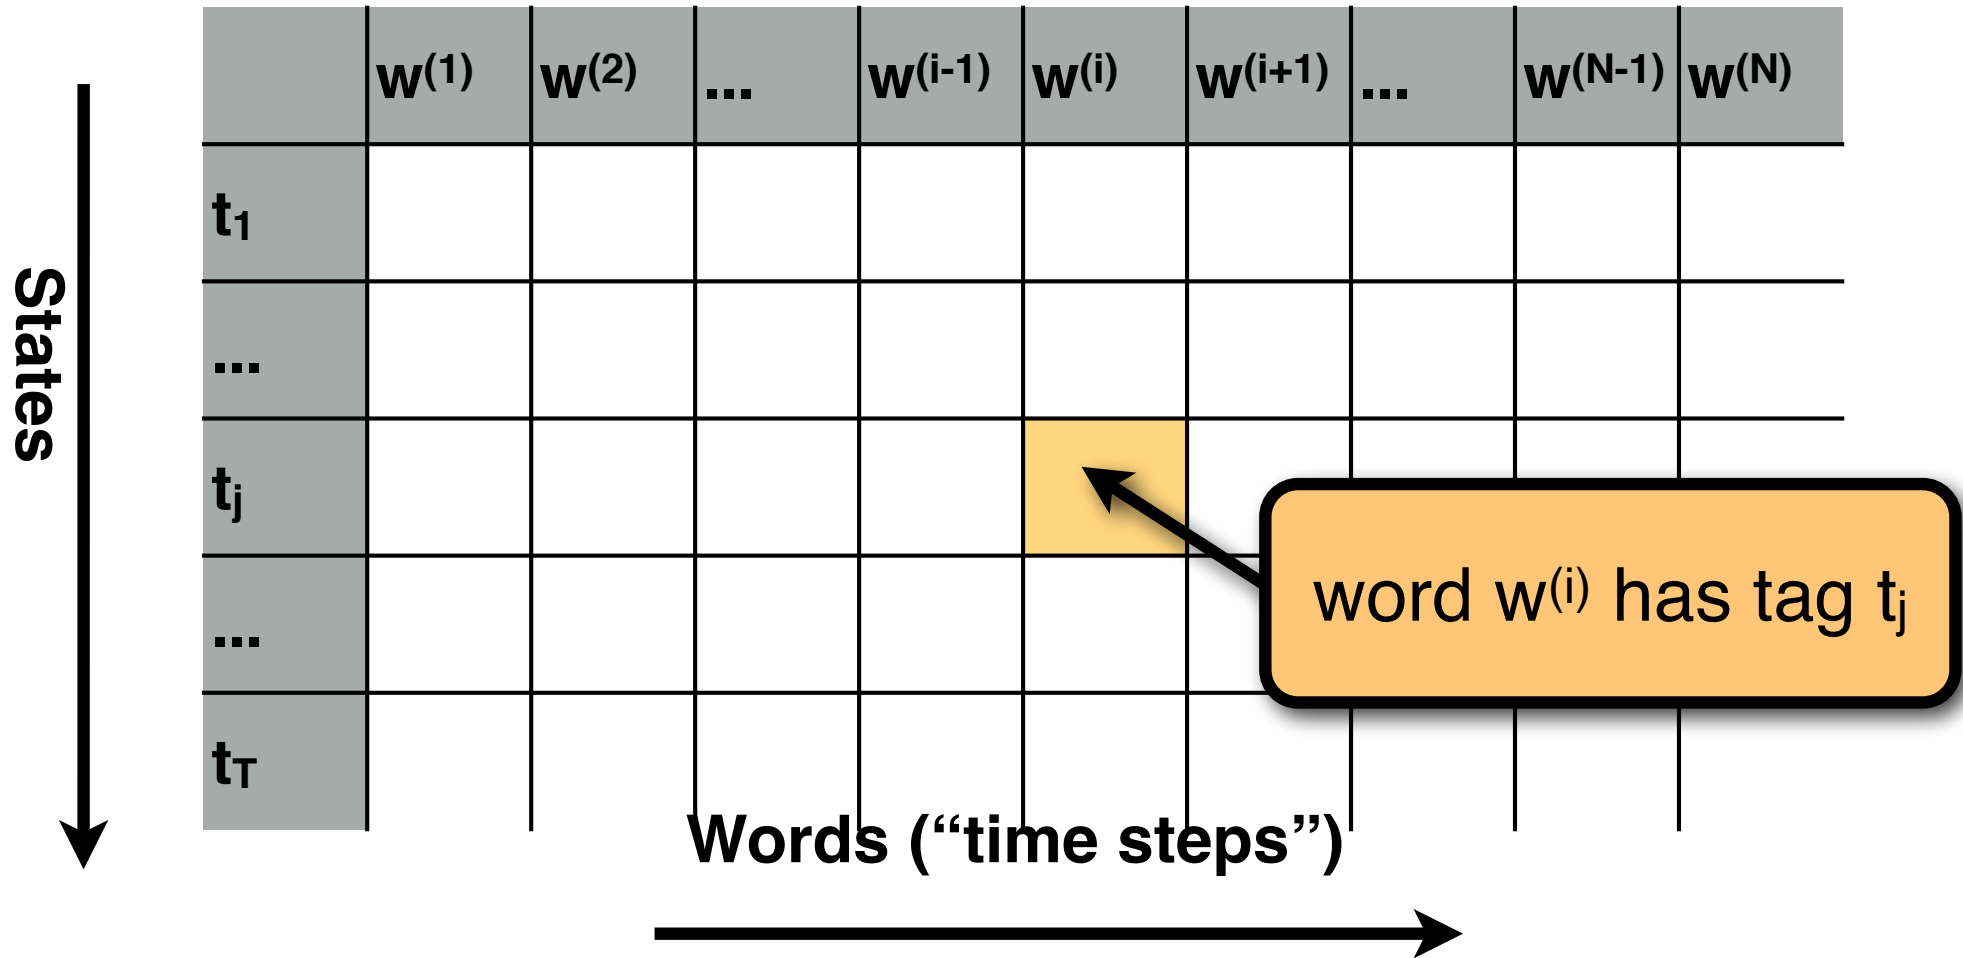 w(1) w(2) ... w(i-1) w(i) w(i+1) ... w(N-1) w(N)
t1
...
tj
...
tT
States
word w(i) has tag tj
Words (“time steps”)